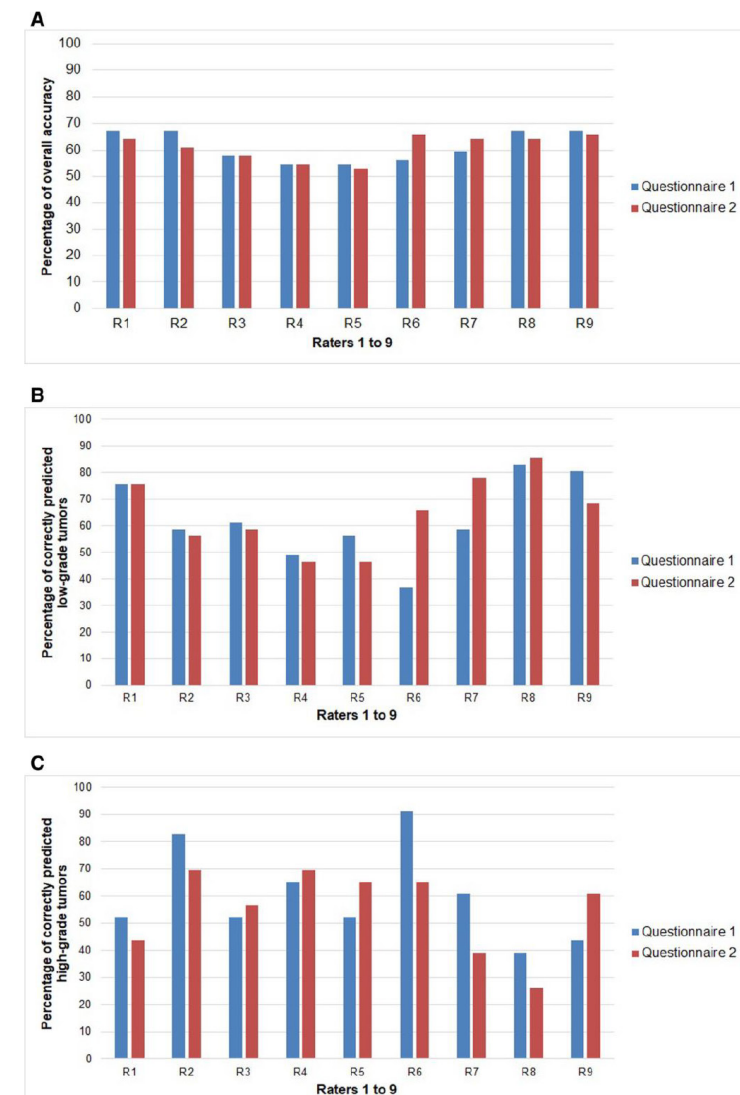 A
Percentage of overall accuracy
100
90
80
70
60
50
40
30
20
10
0
R1 R2 R3 R4 R5 R6 R7 R8 R9
Raters 1 to 9
Questionnaire 1
Questionnaire 2
B
Percentage of correctly predicted
low-grade tumors
100
90
80
70
60
50
40
30
20
10
0
R1 R2 R3 R4 R5 R6 R7 R8 R9
Raters 1 to 9
Questionnaire 1
Questionnaire 2
C
Percentage of correctly predicted
high-grade tumors
100
90
80
70
60
50
40
30
20
10
0
R1 R2 R3 R4 R5 R6 R7 R8 R9
Raters 1 to 9
Questionnaire 1
Questionnaire 2